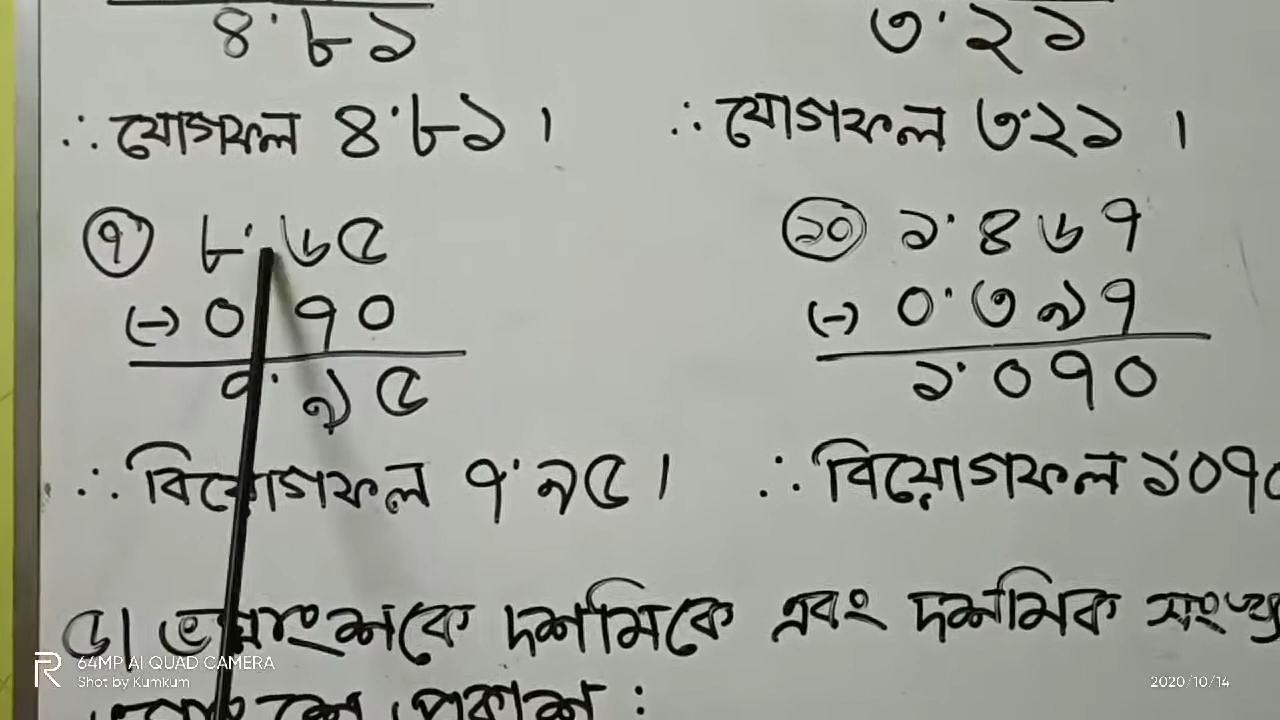 ৪·৮১ ৩·২১
∴ যোগফল ৪·৮১। ∴ যোগফল ৩·২১।
৭ ৮·৬৫ ১০ ১·৪৬৭
(-) ০ ৭০ (-) ০·৩৯৭
৭·৯৫ ১·০৭০
∴ বিয়োগফল ৭·৯৫। ∴ বিয়োগফল ১·০৭০
৫। ভগ্নাংশকে দশমিকে এবং দশমিক
প্রকাশ :
64MP AI QUAD CAMERA
Shot by Kumkum
2020/10/14